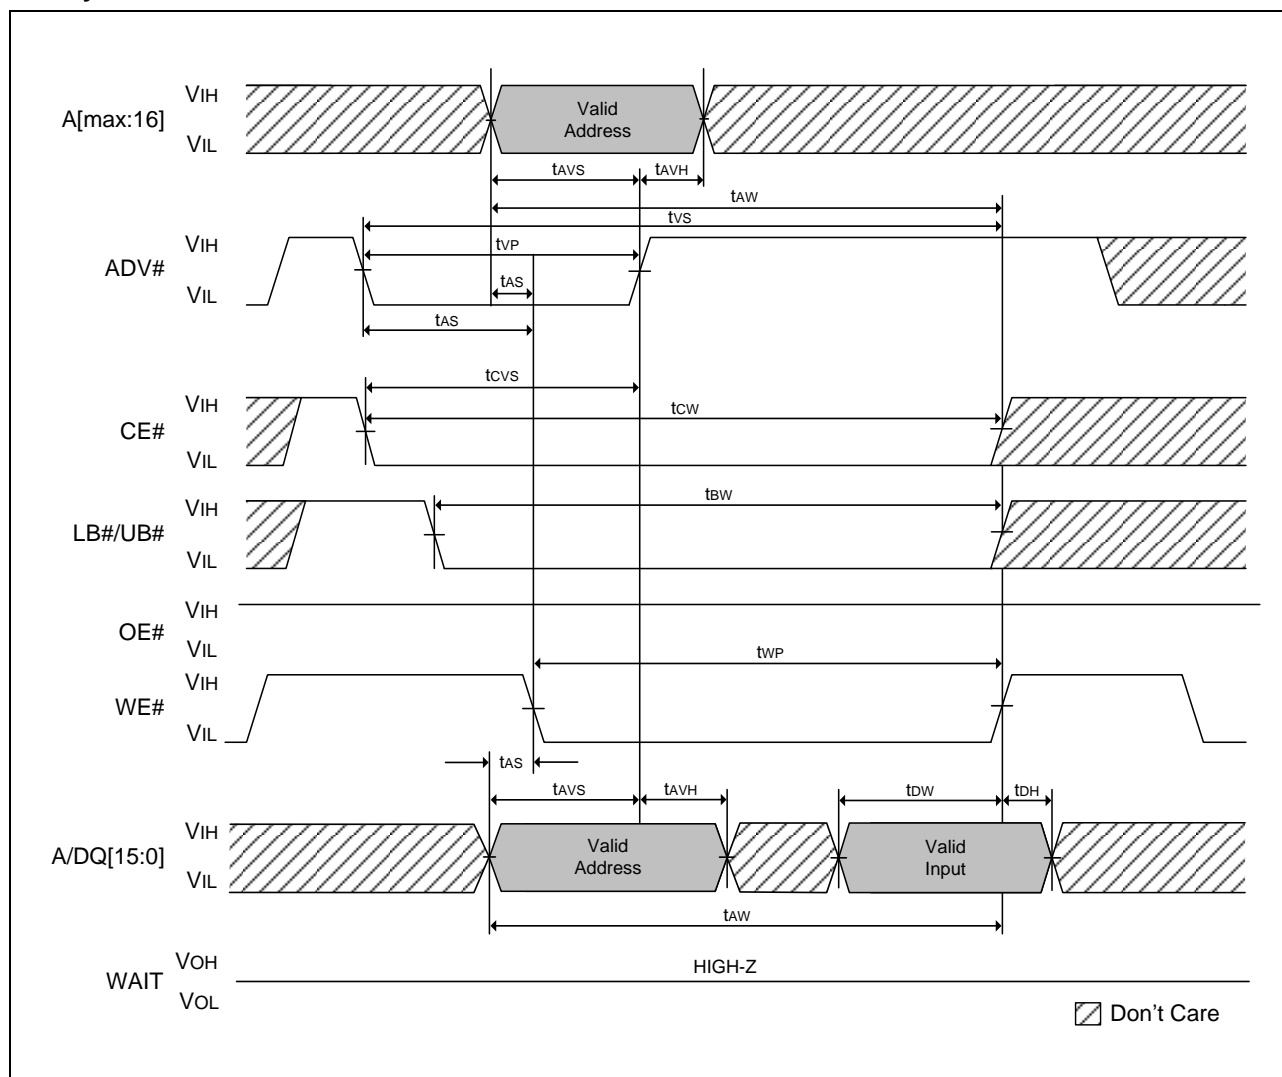 A[max:16]
VIH
VIL
Valid
Address
tAVS
tAVH
tAW
tVS
ADV#
VIH
VIL
tVP
tAS
tAS
tCVS
CE#
VIH
VIL
tCW
LB#/UB#
VIH
VIL
tBW
OE#
VIH
VIL
tWP
WE#
VIH
VIL
tAS
tAVS
tAVH
tDW
tDH
A/DQ[15:0]
VIH
VIL
Valid
Address
Valid
Input
tAW
WAIT
VOH
VOL
HIGH-Z
Don't Care